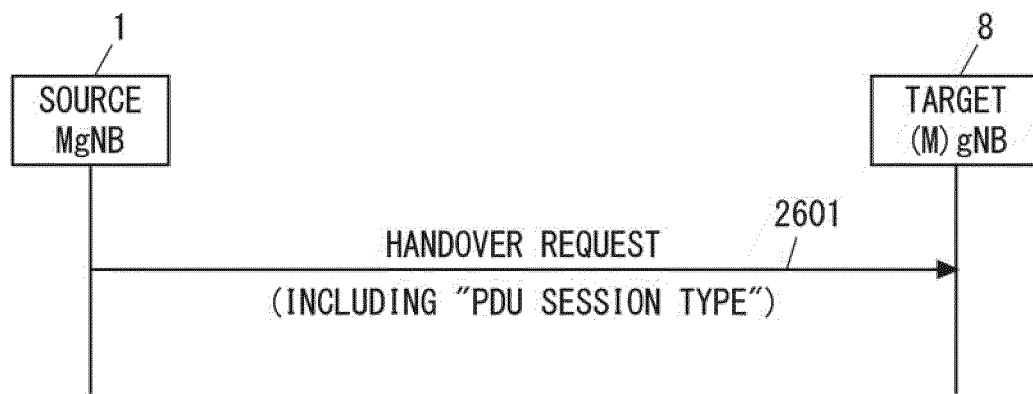 1
8
SOURCE
MgNB
TARGET
(M) gNB
2601
HANDOVER REQUEST
(INCLUDING "PDU SESSION TYPE")